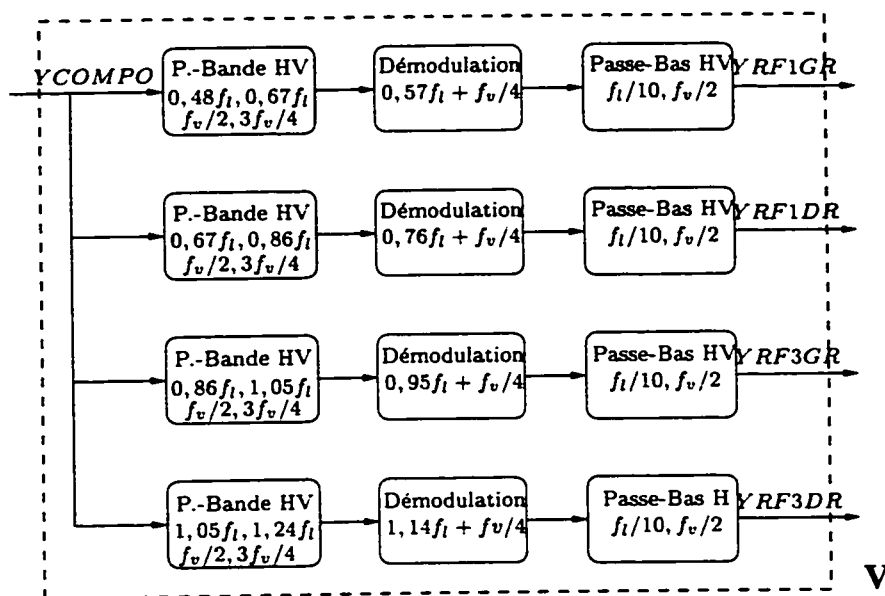 YCOMPO
P.-Bande HV
0,48f_l, 0,67f_l
f_v/2, 3f_v/4
Démodulation
0,57f_l + f_v/4
Passe-Bas HV
f_l/10, f_v/2
YRF1GR
P.-Bande HV
0,67f_l, 0,86f_l
f_v/2, 3f_v/4
Démodulation
0,76f_l + f_v/4
Passe-Bas HV
f_l/10, f_v/2
YRF1DR
P.-Bande HV
0,86f_l, 1,05f_l
f_v/2, 3f_v/4
Démodulation
0,95f_l + f_v/4
Passe-Bas HV
f_l/10, f_v/2
YRF3GR
P.-Bande HV
1,05f_l, 1,24f_l
f_v/2, 3f_v/4
Démodulation
1,14f_l + fv/4
Passe-Bas H
f_l/10, f_v/2
YRF3DR
V